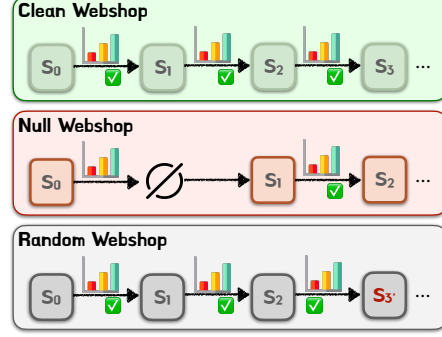 Clean Webshop
S₀ S₁ S₂ S₃ ...
Null Webshop
S₀ ∅ S₁ S₂ ...
Random Webshop
S₀ S₁ S₂ S₃' ...